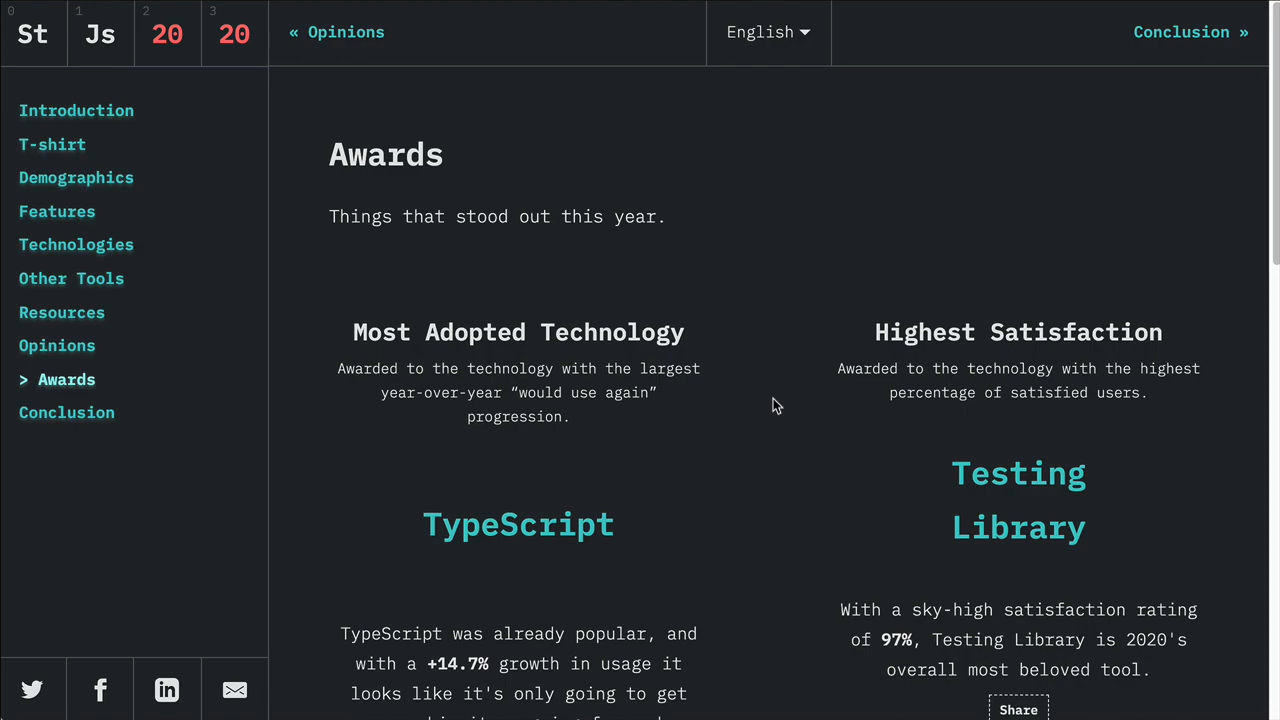 0 1 2 3
St Js 20 20
« Opinions
English
Conclusion »
Introduction
T-shirt
Demographics
Features
Technologies
Other Tools
Resources
Opinions
> Awards
Conclusion
Awards
Things that stood out this year.
Most Adopted Technology
Awarded to the technology with the largest
year-over-year “would use again”
progression.
TypeScript
TypeScript was already popular, and
with a +14.7% growth in usage it
looks like it's only going to get
Highest Satisfaction
Awarded to the technology with the highest
percentage of satisfied users.
Testing
Library
With a sky-high satisfaction rating
of 97%, Testing Library is 2020's
overall most beloved tool.
Share